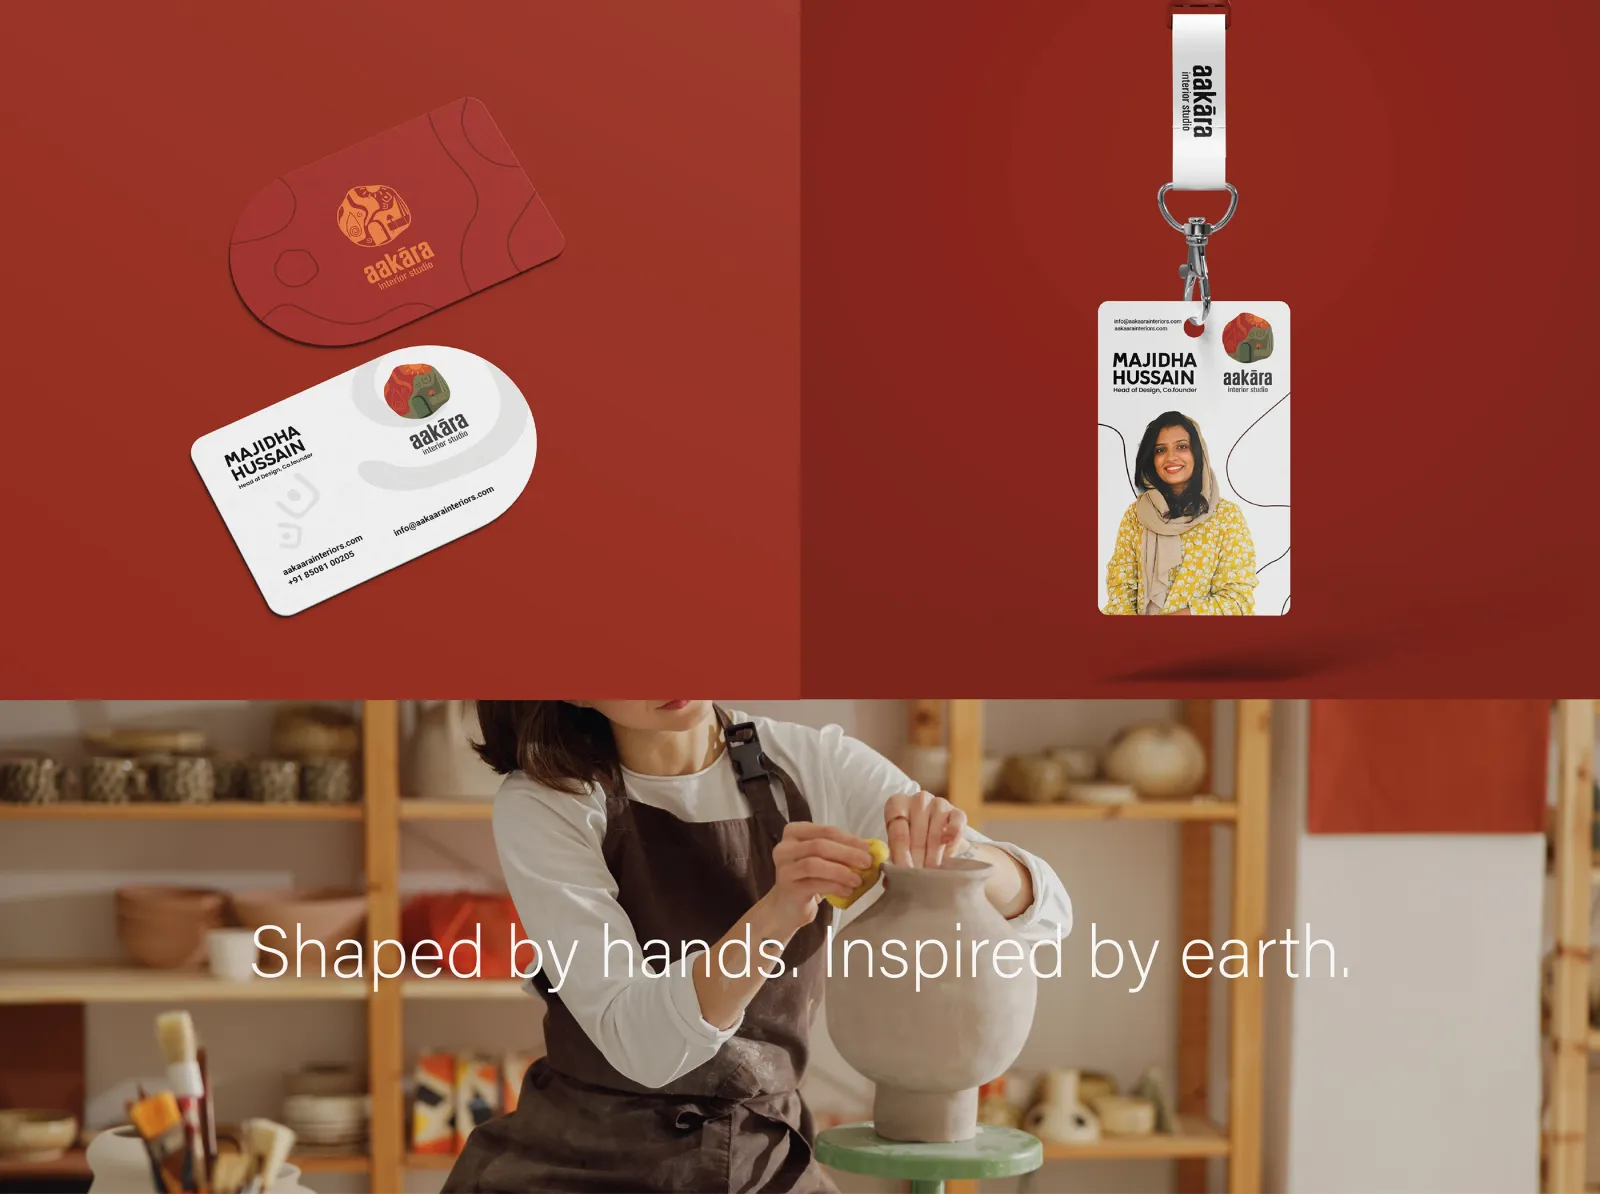 aakāra
interior studio
MAJIDHA
HUSSAIN
Head of Design, Co.founder
aakāra
interior studio
info@aakaarainteriors.com
aakaarainteriors.com
+91 85081 00205
aakāra
interior studio
info@aakaarainteriors.com
aakaarainteriors.com
MAJIDHA
HUSSAIN
Head of Design, Co.founder
aakāra
interior studio
Shaped by hands. Inspired by earth.